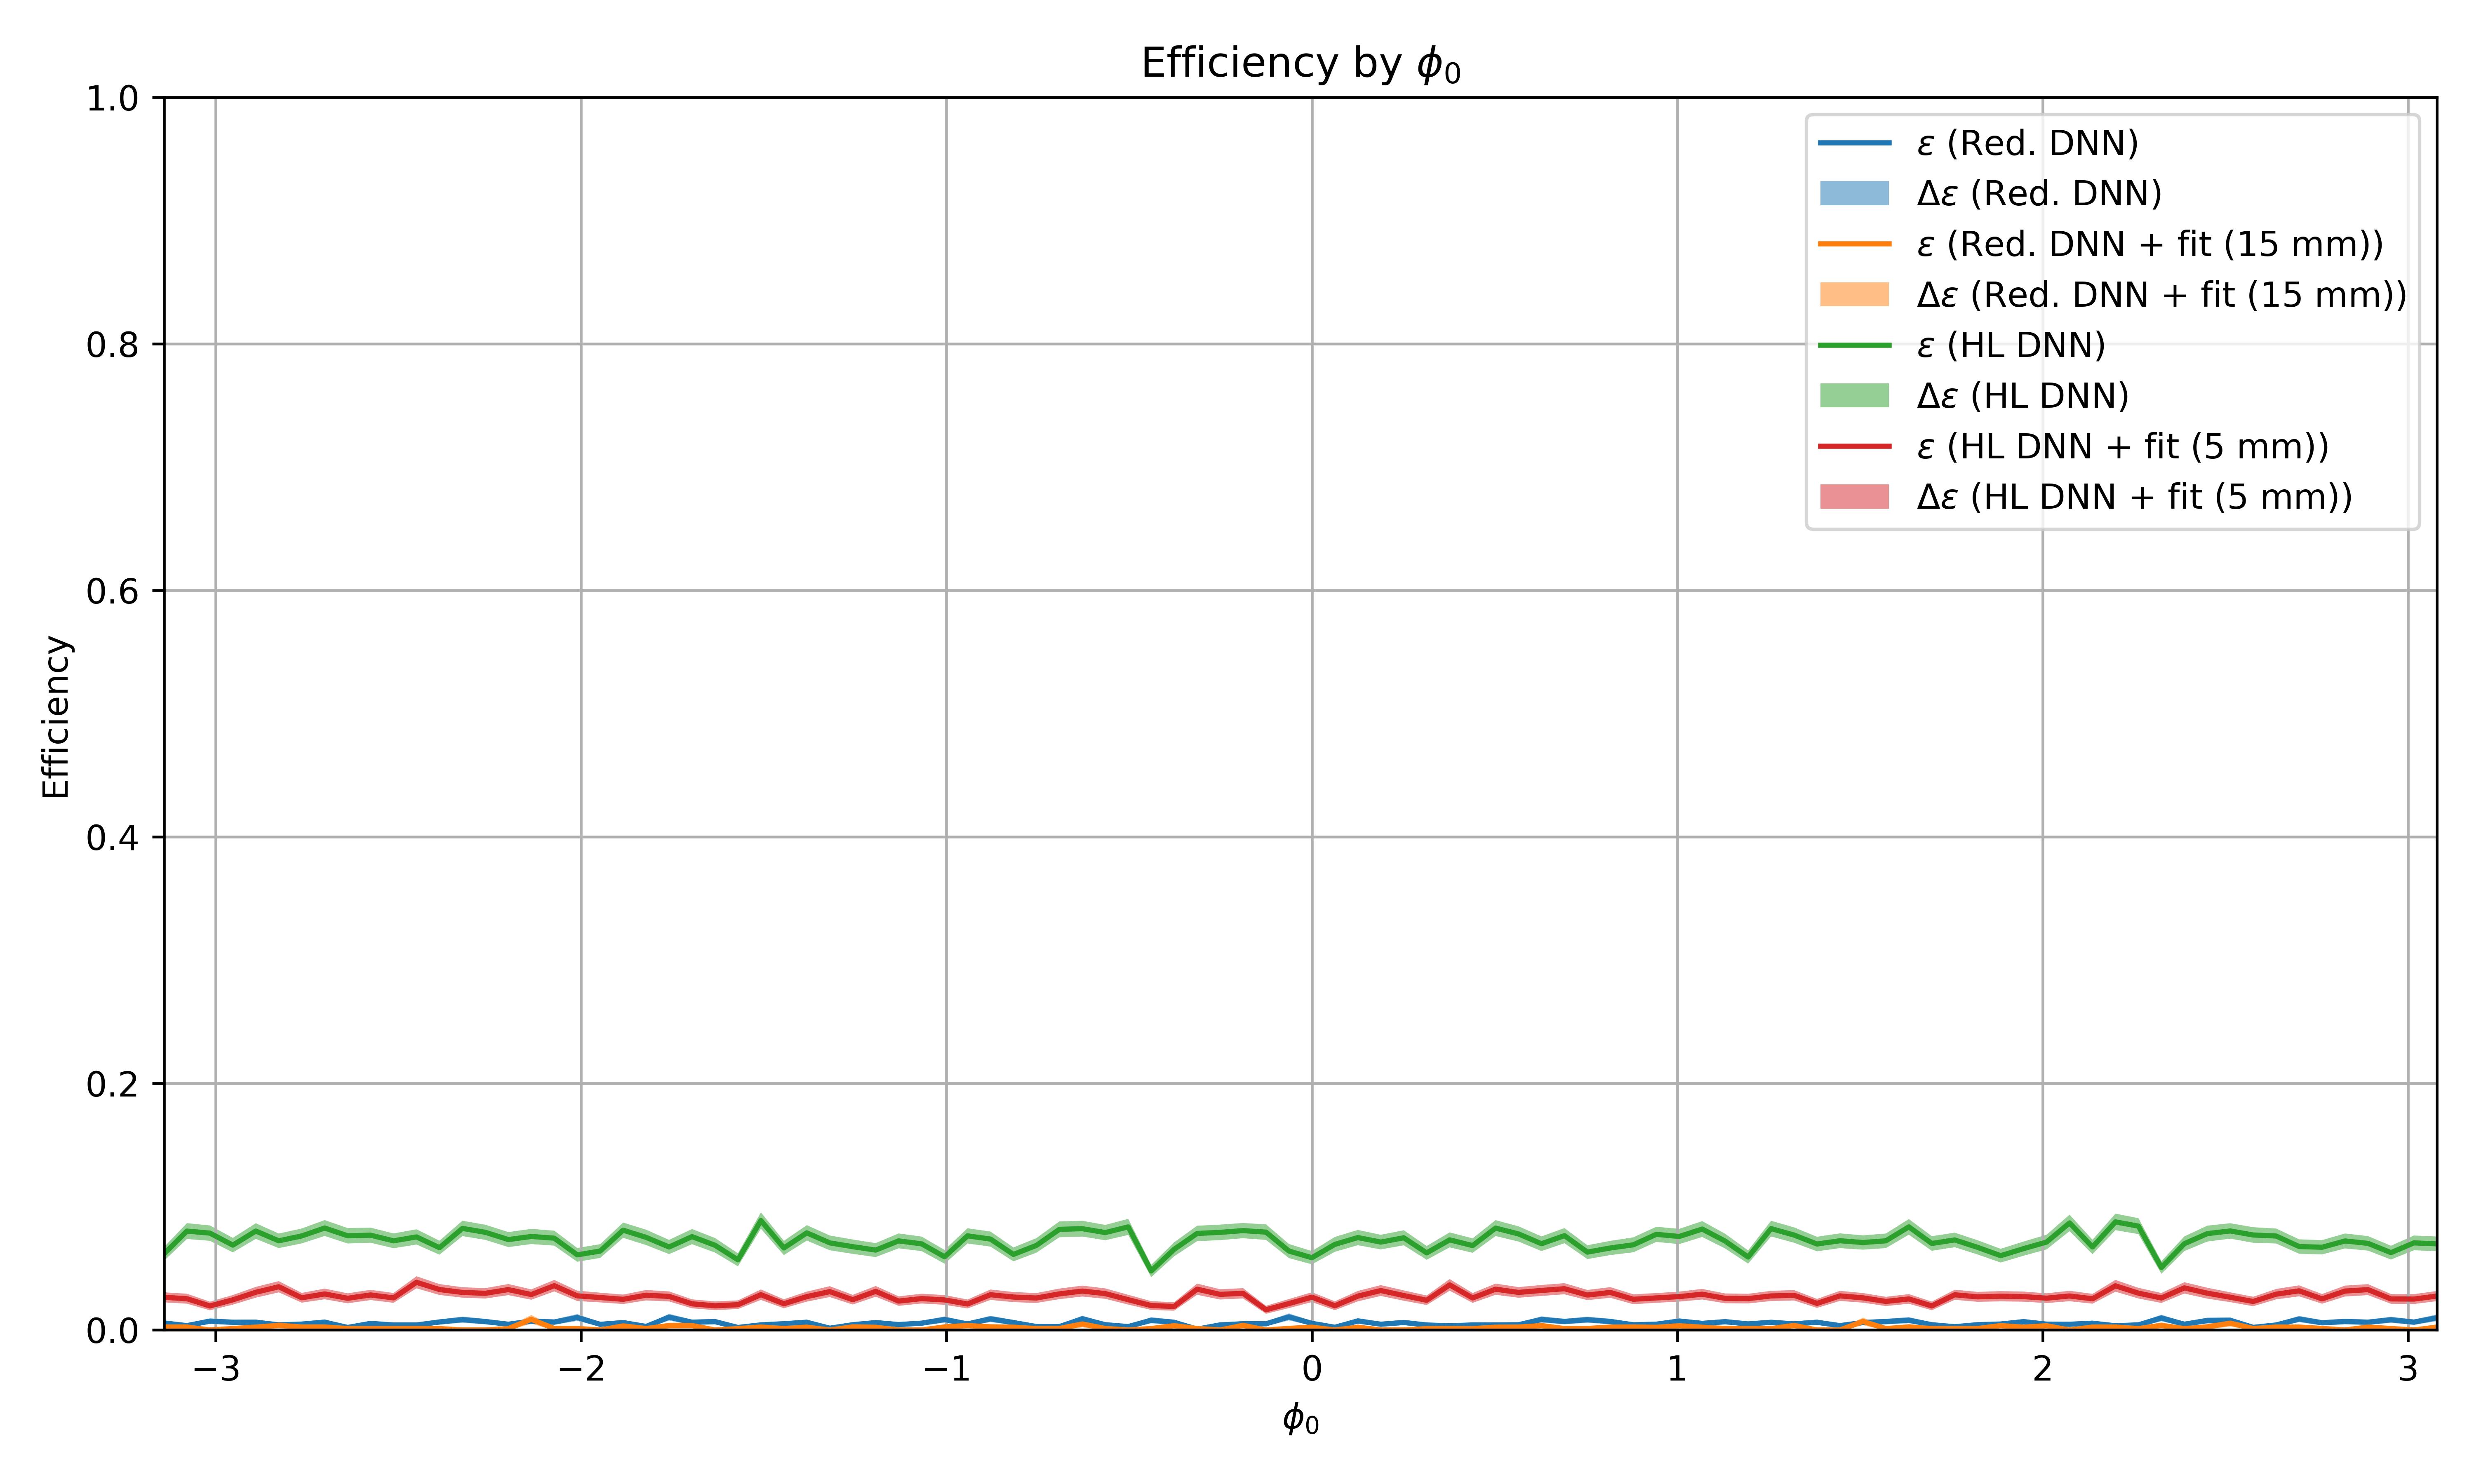 Efficiency by ϕ₀
1.0
0.8
0.6
0.4
0.2
0.0
Efficiency
−3
−2
−1
0
1
2
3
ϕ₀
ε (Red. DNN)
Δε (Red. DNN)
ε (Red. DNN + fit (15 mm))
Δε (Red. DNN + fit (15 mm))
ε (HL DNN)
Δε (HL DNN)
ε (HL DNN + fit (5 mm))
Δε (HL DNN + fit (5 mm))